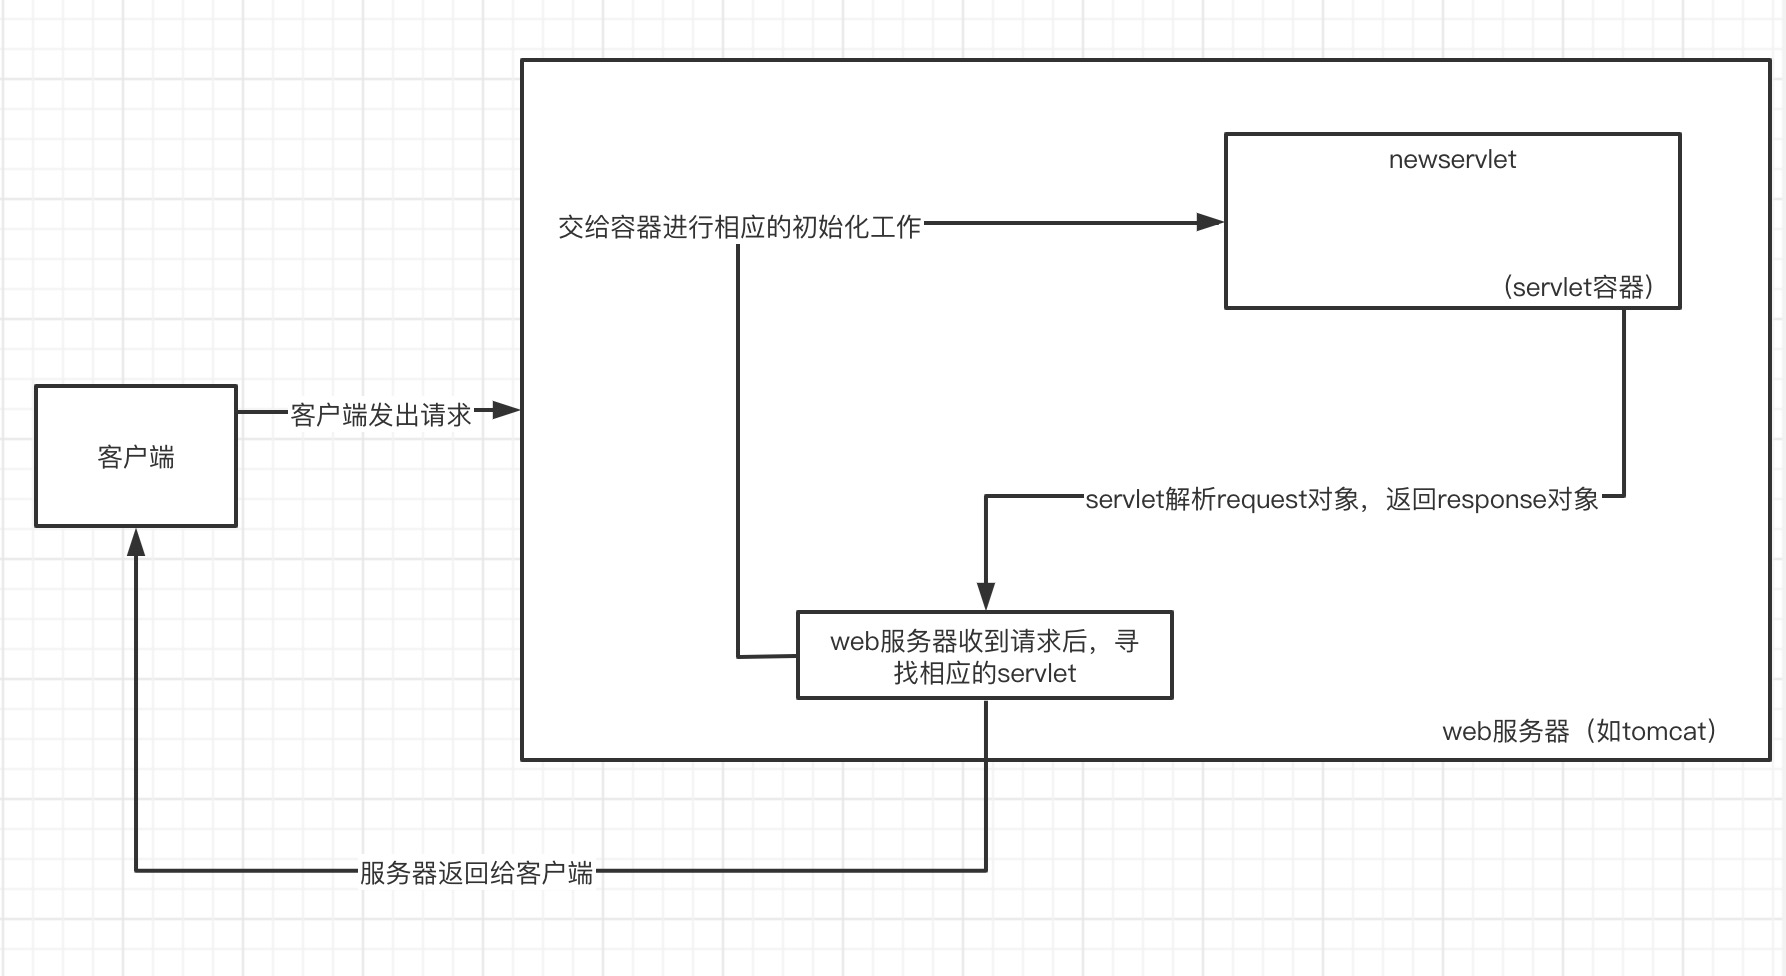 newservlet
交给容器进行相应的初始化工作
（servlet容器）
客户端发出请求
客户端
servlet解析request对象，返回response对象
web服务器收到请求后，寻
找相应的servlet
web服务器（如tomcat）
服务器返回给客户端